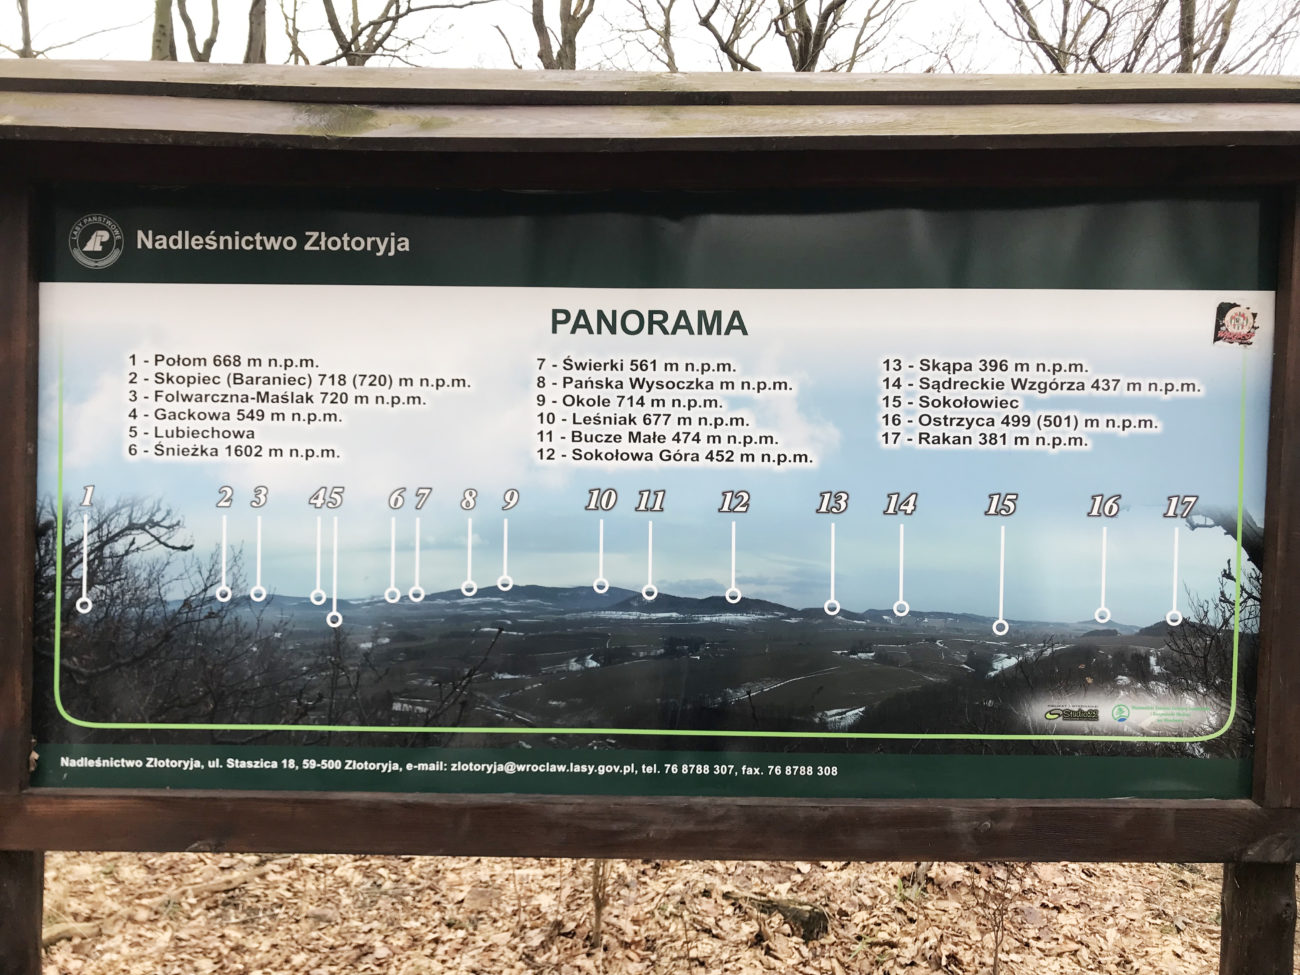 LASY PAŃSTWOWE
Nadleśnictwo Złotoryja
PANORAMA
1 - Połom 668 m n.p.m.
2 - Skopiec (Baraniec) 718 (720) m n.p.m.
3 - Folwarczna-Maślak 720 m n.p.m.
4 - Gackowa 549 m n.p.m.
5 - Lubiechowa
6 - Śnieżka 1602 m n.p.m.
7 - Świerki 561 m n.p.m.
8 - Pańska Wysoczka m n.p.m.
9 - Okole 714 m n.p.m.
10 - Leśniak 677 m n.p.m.
11 - Bucze Małe 474 m n.p.m.
12 - Sokołowa Góra 452 m n.p.m.
13 - Skąpa 396 m n.p.m.
14 - Sądreckie Wzgórza 437 m n.p.m.
15 - Sokołowiec
16 - Ostrzyca 499 (501) m n.p.m.
17 - Rakan 381 m n.p.m.
1 2 3 4 5 6 7 8 9 10 11 12 13 14 15 16 17
Nadleśnictwo Złotoryja, ul. Staszica 18, 59-500 Złotoryja, e-mail: zlotoryja@wroclaw.lasy.gov.pl, tel. 76 8788 307, fax. 76 8788 308